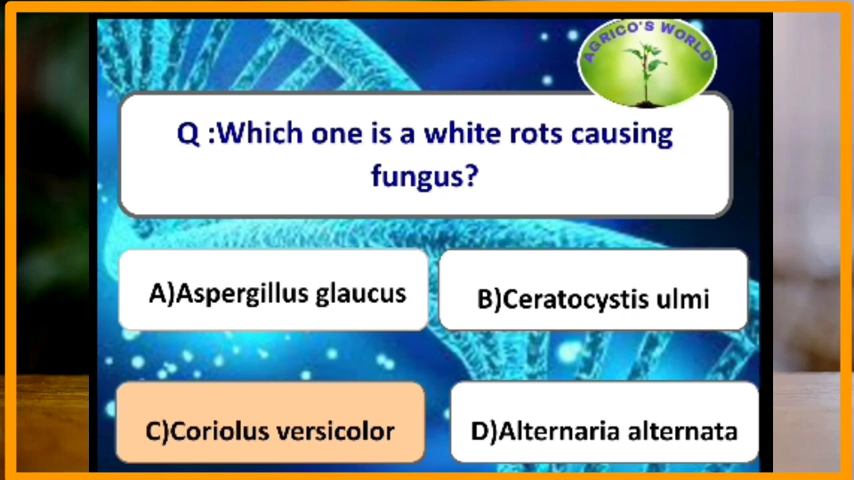 AGRICO'S WORLD
Q :Which one is a white rots causing
fungus?
A)Aspergillus glaucus
B)Ceratocystis ulmi
C)Coriolus versicolor
D)Alternaria alternata